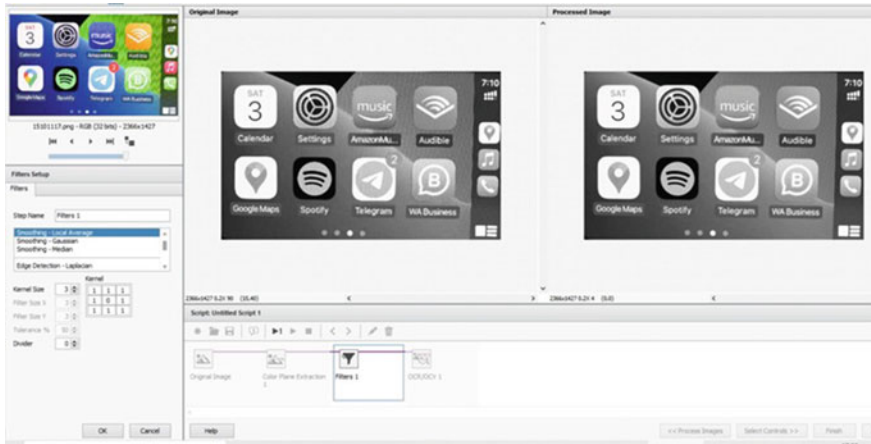 Original Image
Processed Image
SAT
3
Calendar
Settings
music
AmazonMu...
Audible
7:10
Google Maps
Spotify
2
Telegram
WA Business
15101117.png - RGB (32 bits) - 2366x1427
Filters Setup
Filters
Step Name
Filters 1
Smoothing - Local Average
Smoothing - Gaussian
Smoothing - Median
Edge Detection - Laplacian
Kernel
Kernel Size
3
1 1 1
Filter Size X
3
1 0 1
Filter Size Y
3
1 1 1
Tolerance %
50
Divider
0
OK
Cancel
SAT
3
Calendar
Settings
music
AmazonMu...
Audible
7:10
Google Maps
Spotify
2
Telegram
WA Business
SAT
3
Calendar
Settings
music
AmazonMu...
Audible
7:10
Google Maps
Spotify
2
Telegram
WA Business
Script: Untitled Script 1
Original Image
Color Plane Extraction
1
Filters 1
OCR/OCV 1
Help
<< Process Images
Select Controls >>
Finish